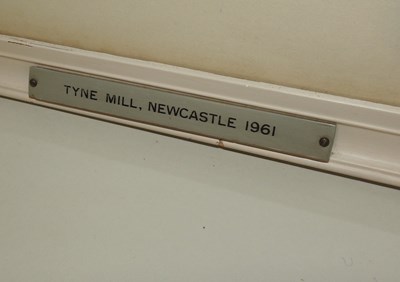 TYNE MILL, NEWCASTLE 1961